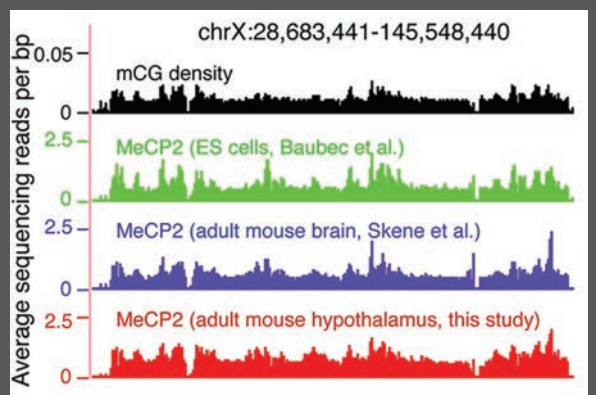 chrX:28,683,441-145,548,440
Average sequencing reads per bp
0.05
mCG density
0
2.5
MeCP2 (ES cells, Baubec et al.)
0
2.5
MeCP2 (adult mouse brain, Skene et al.)
0
2.5
MeCP2 (adult mouse hypothalamus, this study)
0